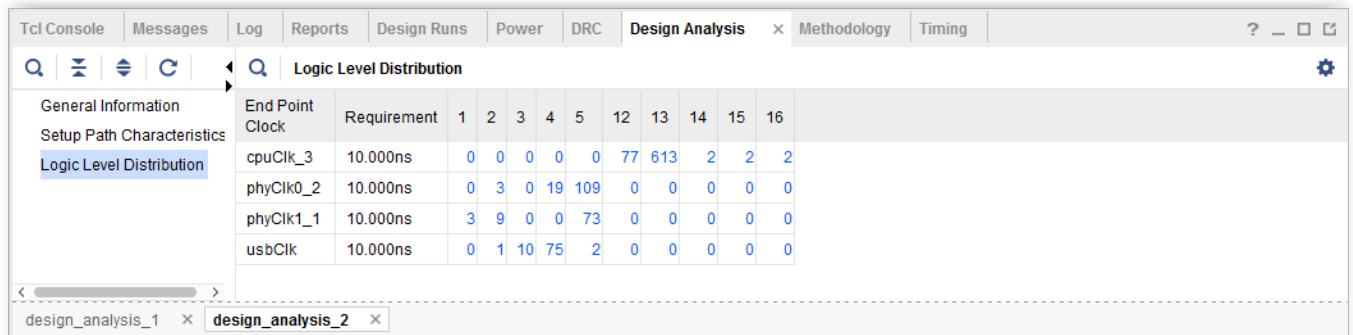 Tcl Console Messages Log Reports Design Runs Power DRC Design Analysis × Methodology Timing ? _
Logic Level Distribution
General Information
Setup Path Characteristics
Logic Level Distribution
End Point Clock Requirement 1 2 3 4 5 12 13 14 15 16
cpuClk_3 10.000ns 0 0 0 0 0 77 613 2 2 2
phyClk0_2 10.000ns 0 3 0 19 109 0 0 0 0 0
phyClk1_1 10.000ns 3 9 0 0 73 0 0 0 0 0
usbClk 10.000ns 0 1 10 75 2 0 0 0 0 0
design_analysis_1 × design_analysis_2 ×